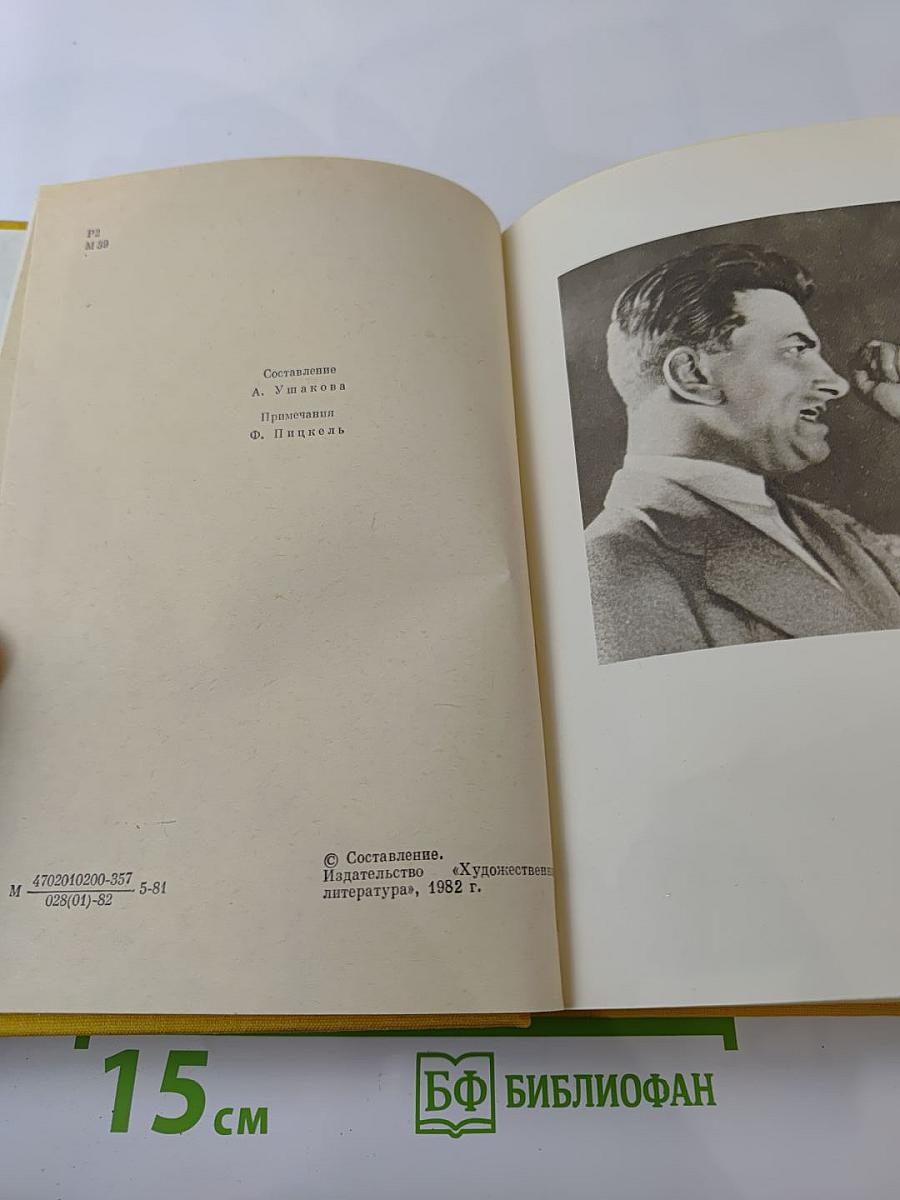 Р2
М 39
Составление
А. Ушакова
Примечания
Ф. Пицкель
М 4702010200-357 5-81
028(01)-82
© Составление.
Издательство «Художественн
литература», 1982 г.
15 см
БФ БИБЛИОФАН